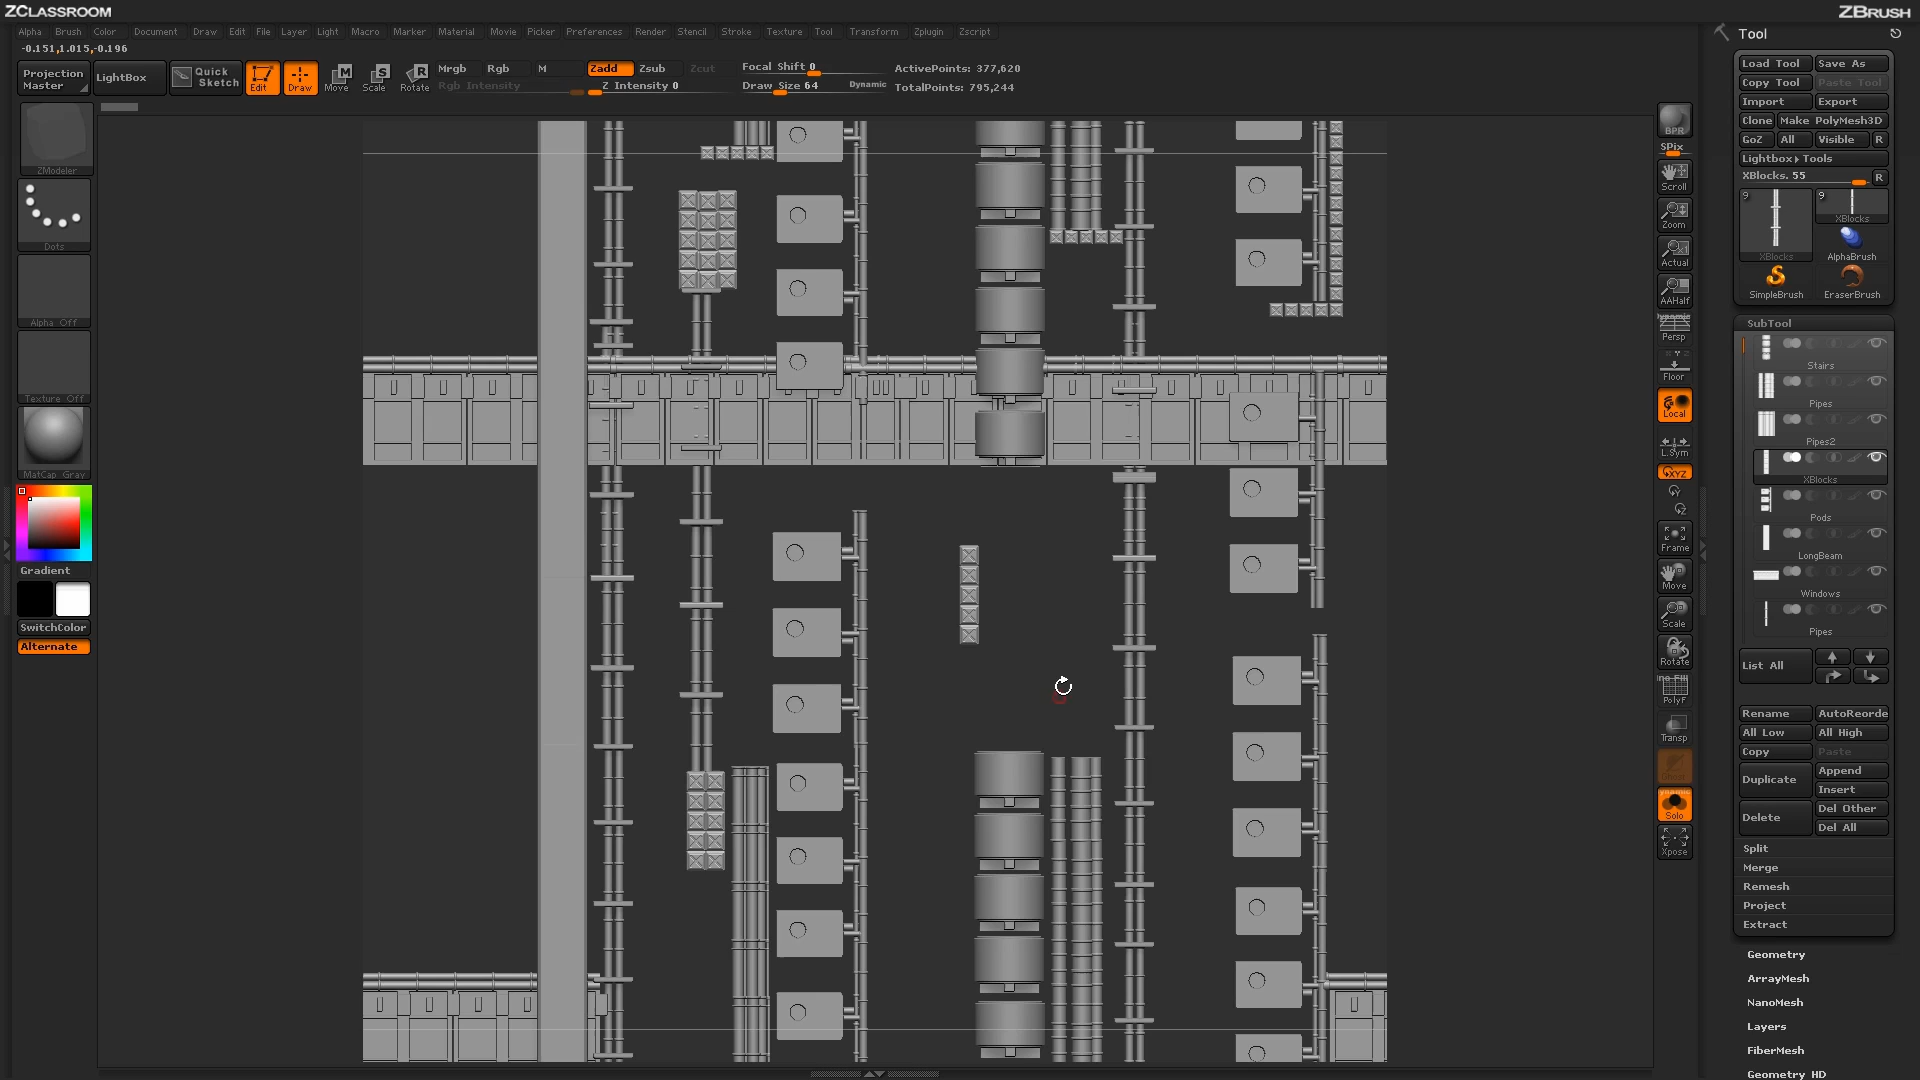 ZCLASSROOM
ZBRUSH
Alpha Brush Color Document Draw Edit File Layer Light Macro Marker Material Movie Picker Preferences Render Stencil Stroke Texture Tool Transform Zplugin Zscript
-0.151,1.015,-0.196
Projection Master
LightBox
Quick Sketch
Edit
Draw
Move
Scale
Rotate
Mrgb Rgb M
Rgb Intensity
Zadd Zsub Zcut
Z Intensity 0
Focal Shift 0
Draw Size 64
Dynamic
ActivePoints: 377,620
TotalPoints: 795,244
ZModeler
Dots
Alpha Off
Texture Off
MatCap Gray
Gradient
SwitchColor
Alternate
BPR
SPix
Scroll
Zoom
Actual
AAHalf
Dynamic
Persp
Floor
Local
L.Sym
XYZ
Frame
Move
Scale
Rotate
PolyF
Transp
Ghost
Dynamic
Solo
Xpose
Tool
Load Tool Save As
Copy Tool Paste Tool
Import Export
Clone Make PolyMesh3D
GoZ All Visible R
Lightbox▸Tools
XBlocks. 55 R
9 9
XBlocks
XBlocks
AlphaBrush
SimpleBrush EraserBrush
SubTool
Stairs
Pipes
Pipes2
XBlocks
Pods
LongBeam
Windows
Pipes
List All
Rename AutoReorde
All Low All High
Copy Paste
Duplicate Append
Insert
Delete Del Other
Del All
Split
Merge
Remesh
Project
Extract
Geometry
ArrayMesh
NanoMesh
Layers
FiberMesh
Geometry HD